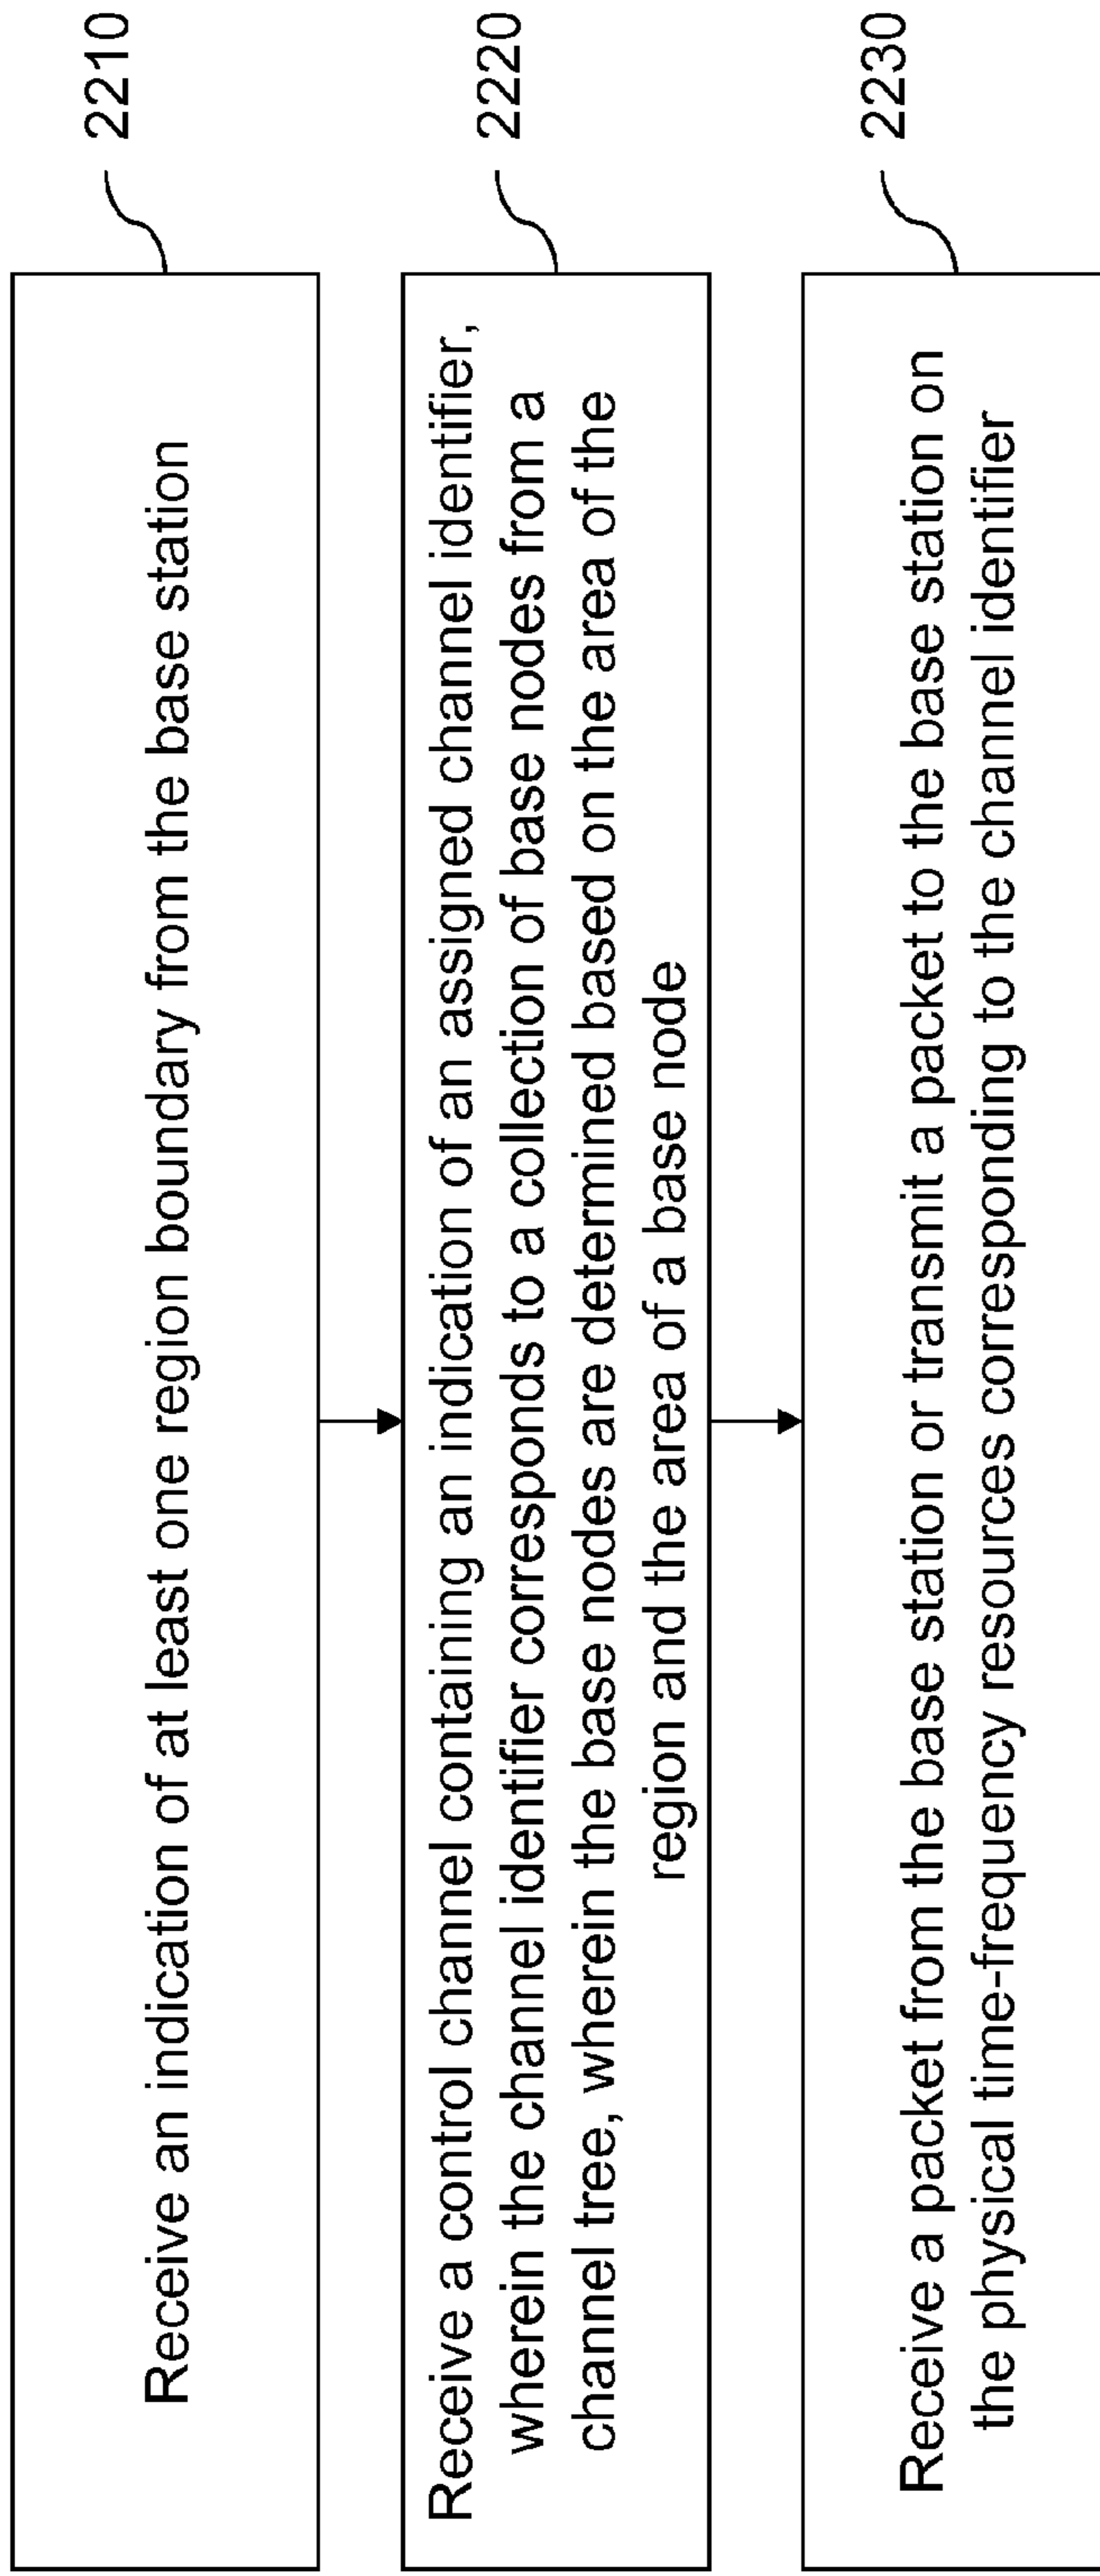 2210
Receive an indication of at least one region boundary from the base station
2220
Receive a control channel containing an indication of an assigned channel identifier,
wherein the channel identifier corresponds to a collection of base nodes from a
channel tree, wherein the base nodes are determined based on the area of the
region and the area of a base node
2230
Receive a packet from the base station or transmit a packet to the base station on
the physical time-frequency resources corresponding to the channel identifier